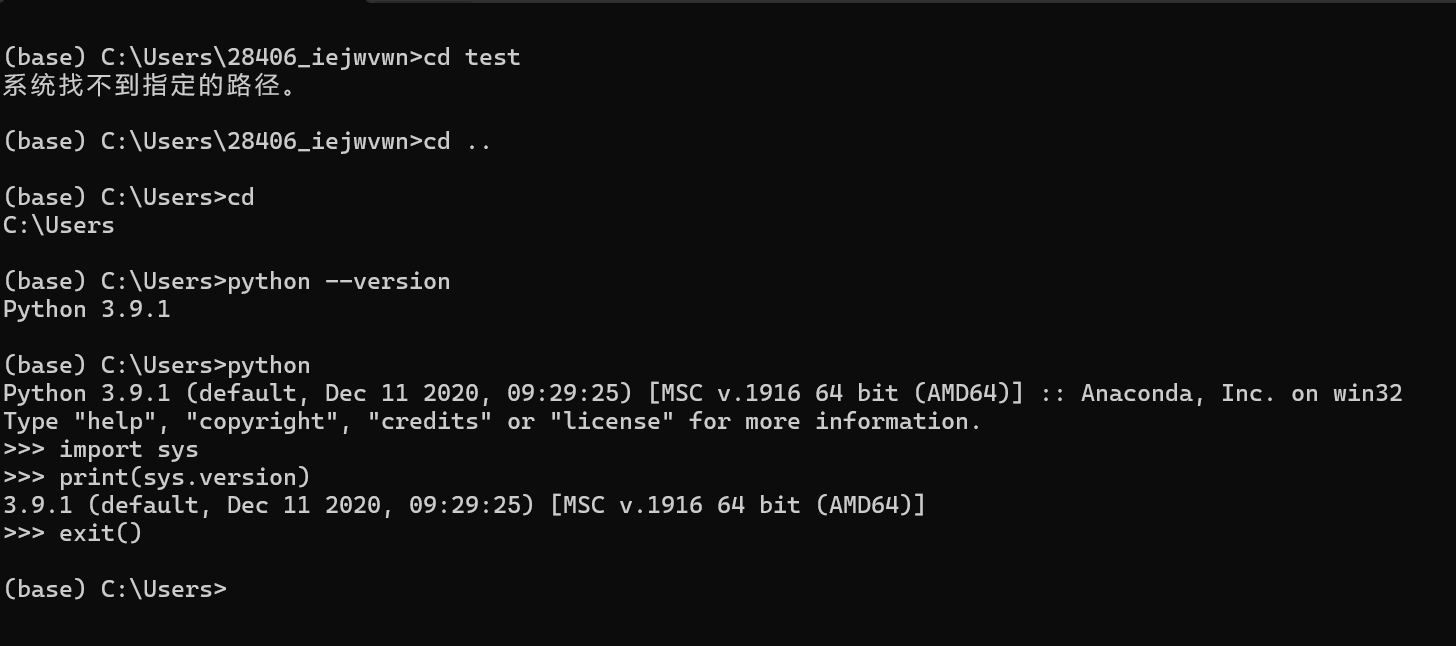 (base) C:\Users\28406_iejwvwn>cd test
系统找不到指定的路径。
(base) C:\Users\28406_iejwvwn>cd ..
(base) C:\Users>cd
C:\Users
(base) C:\Users>python --version
Python 3.9.1
(base) C:\Users>python
Python 3.9.1 (default, Dec 11 2020, 09:29:25) [MSC v.1916 64 bit (AMD64)] :: Anaconda, Inc. on win32
Type "help", "copyright", "credits" or "license" for more information.
>>> import sys
>>> print(sys.version)
3.9.1 (default, Dec 11 2020, 09:29:25) [MSC v.1916 64 bit (AMD64)]
>>> exit()
(base) C:\Users>